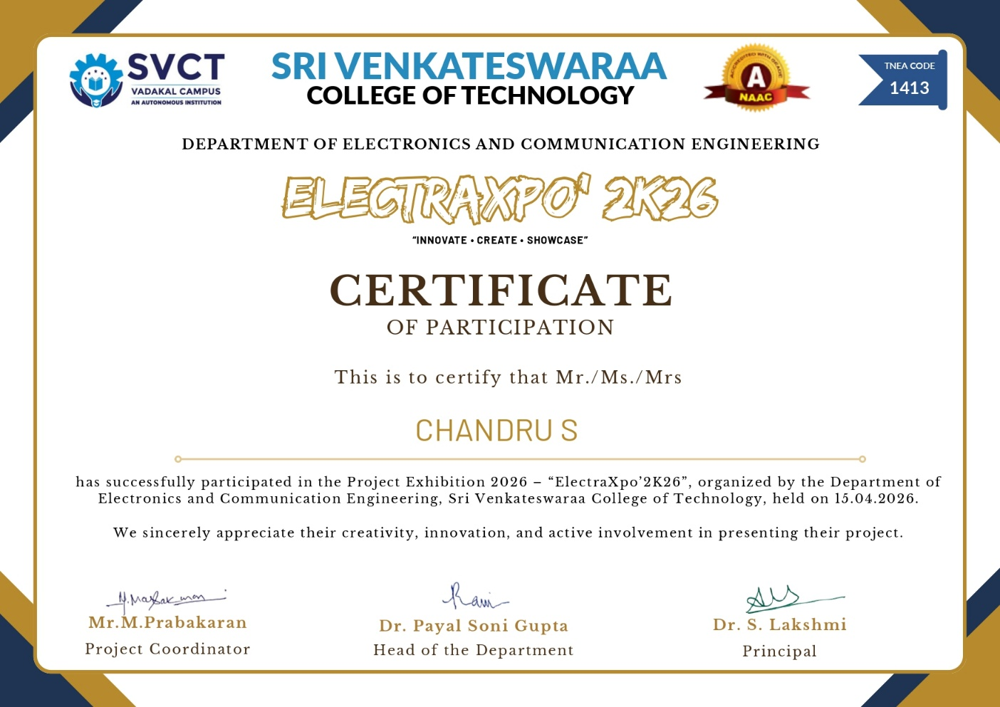 SVCT
VADAKAL CAMPUS
AN AUTONOMOUS INSTITUTION
SRI VENKATESWARAA
COLLEGE OF TECHNOLOGY
ACCREDITED WITH GRADE
A
NAAC
TNEA CODE
1413
DEPARTMENT OF ELECTRONICS AND COMMUNICATION ENGINEERING
ELECTRAXPO' 2K26
“INNOVATE • CREATE • SHOWCASE”
CERTIFICATE
OF PARTICIPATION
This is to certify that Mr./Ms./Mrs
CHANDRU S
has successfully participated in the Project Exhibition 2026 – “ElectraXpo’2K26”, organized by the Department of
Electronics and Communication Engineering, Sri Venkateswaraa College of Technology, held on 15.04.2026.
We sincerely appreciate their creativity, innovation, and active involvement in presenting their project.
Mr.M.Prabakaran
Project Coordinator
Dr. Payal Soni Gupta
Head of the Department
Dr. S. Lakshmi
Principal